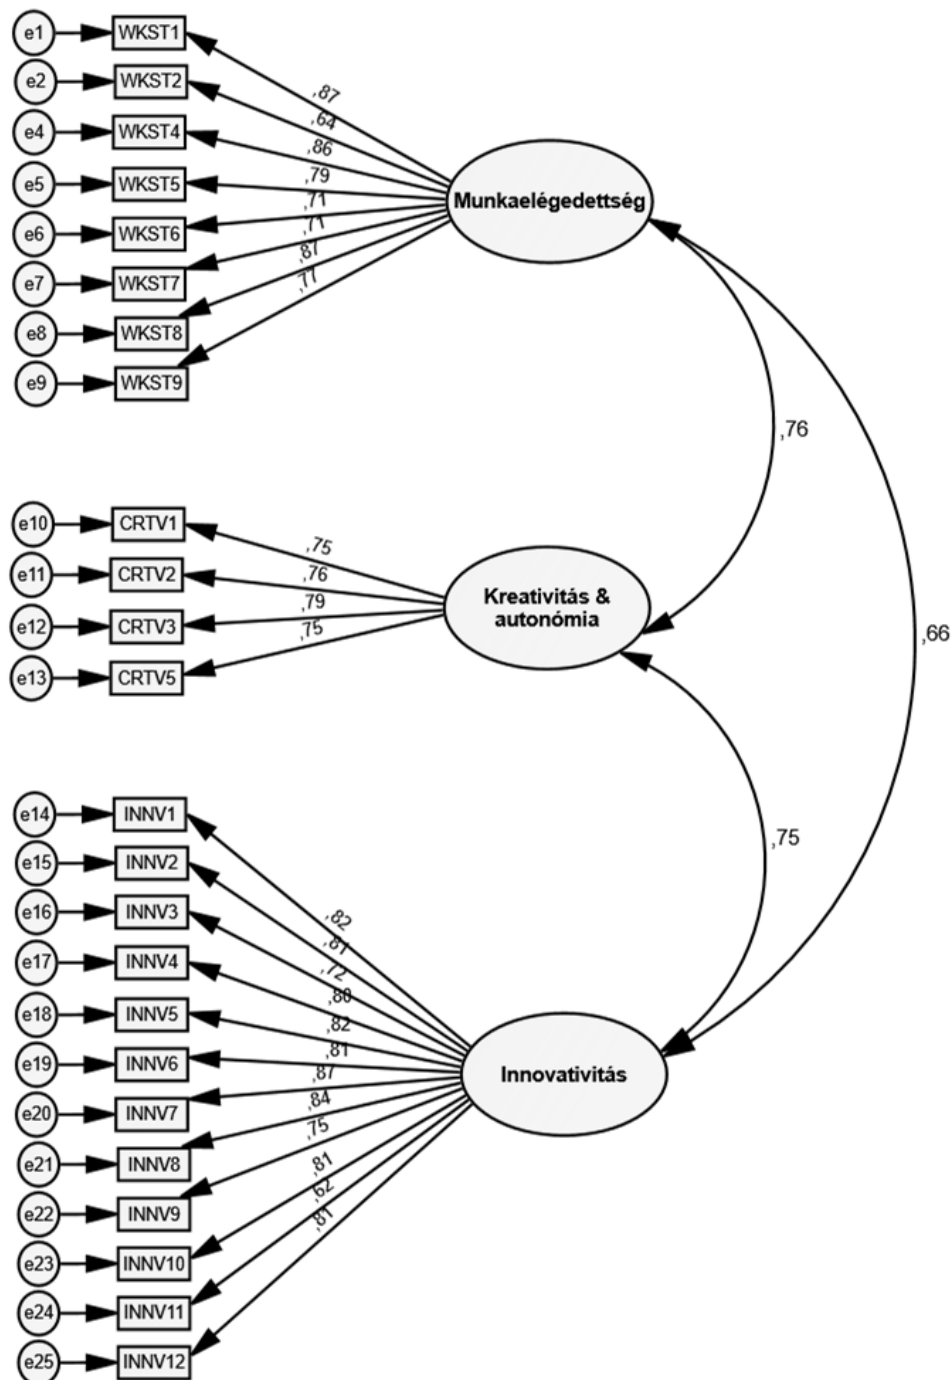 e1 WKST1
e2 WKST2
e4 WKST4
e5 WKST5
e6 WKST6
e7 WKST7
e8 WKST8
e9 WKST9
,87
,64
,86
,79
,71
,71
,87
,77
Munkaelégedettség
,76
e10 CRTV1
e11 CRTV2
e12 CRTV3
e13 CRTV5
,75
,76
,79
,75
Kreativitás &
autonómia
,66
,75
e14 INNV1
e15 INNV2
e16 INNV3
e17 INNV4
e18 INNV5
e19 INNV6
e20 INNV7
e21 INNV8
e22 INNV9
e23 INNV10
e24 INNV11
e25 INNV12
,82
,81
,72
,80
,82
,81
,87
,84
,75
,81
,62
,81
Innovativitás